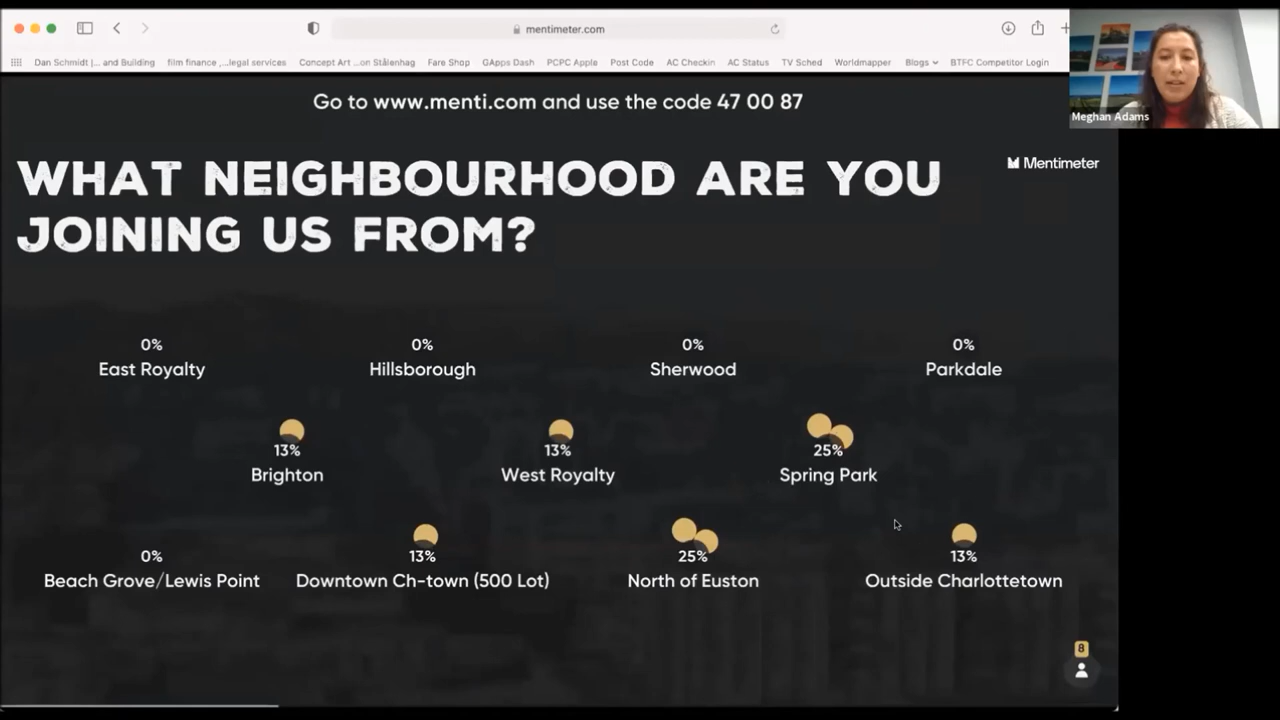 mentimeter.com
Dan Schmidt |... and Building
film finance ,...legal services
Concept Art ...on Stålenhag
Fare Shop
GApps Dash
PCPC Apple
Post Code
AC Checkin
AC Status
TV Sched
Worldmapper
Blogs
BTFC Competitor Login
Meghan Adams
Go to www.menti.com and use the code 47 00 87
Mentimeter
WHAT NEIGHBOURHOOD ARE YOU
JOINING US FROM?
0%
East Royalty
0%
Hillsborough
0%
Sherwood
0%
Parkdale
13%
Brighton
13%
West Royalty
25%
Spring Park
0%
Beach Grove/Lewis Point
13%
Downtown Ch-town (500 Lot)
25%
North of Euston
13%
Outside Charlottetown
8